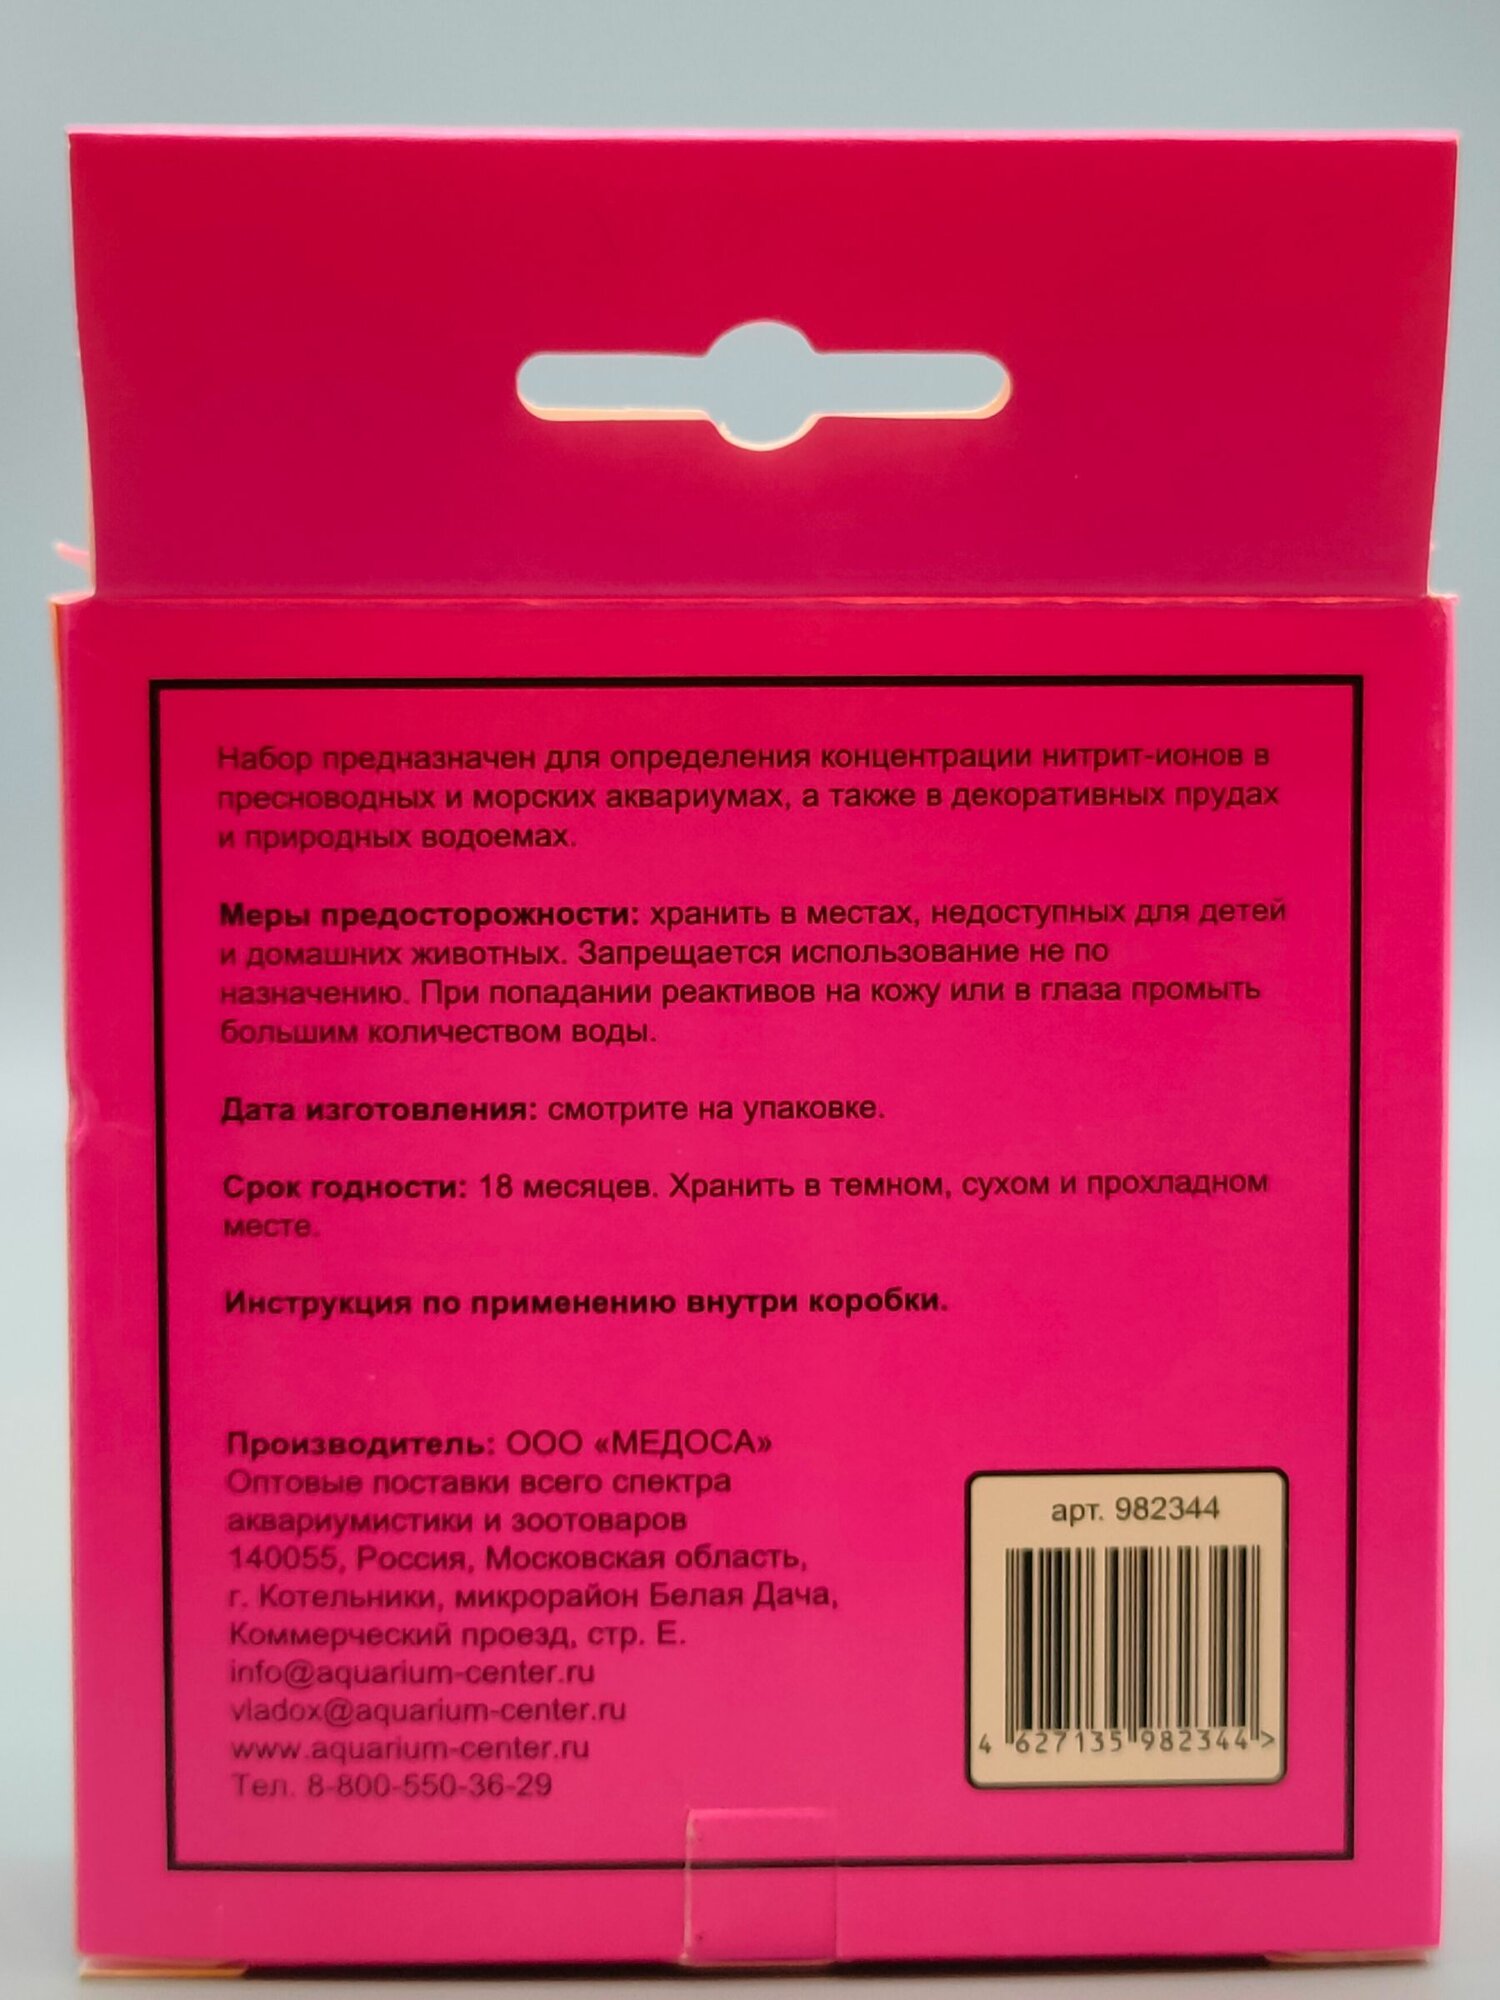 Набор предназначен для определения концентрации нитрит-ионов в
пресноводных и морских аквариумах, а также в декоративных прудах
и природных водоемах.
Меры предосторожности: хранить в местах, недоступных для детей
и домашних животных. Запрещается использование не по
назначению. При попадании реактивов на кожу или в глаза промыть
большим количеством воды.
Дата изготовления: смотрите на упаковке.
Срок годности: 18 месяцев. Хранить в темном, сухом и прохладном
месте.
Инструкция по применению внутри коробки.
Производитель: ООО «МЕДОСА»
Оптовые поставки всего спектра
аквариумистики и зоотоваров
140055, Россия, Московская область,
г. Котельники, микрорайон Белая Дача,
Коммерческий проезд, стр. Е.
info@aquarium-center.ru
vladox@aquarium-center.ru
www.aquarium-center.ru
Тел. 8-800-550-36-29
арт. 982344
4 627135 982344 >